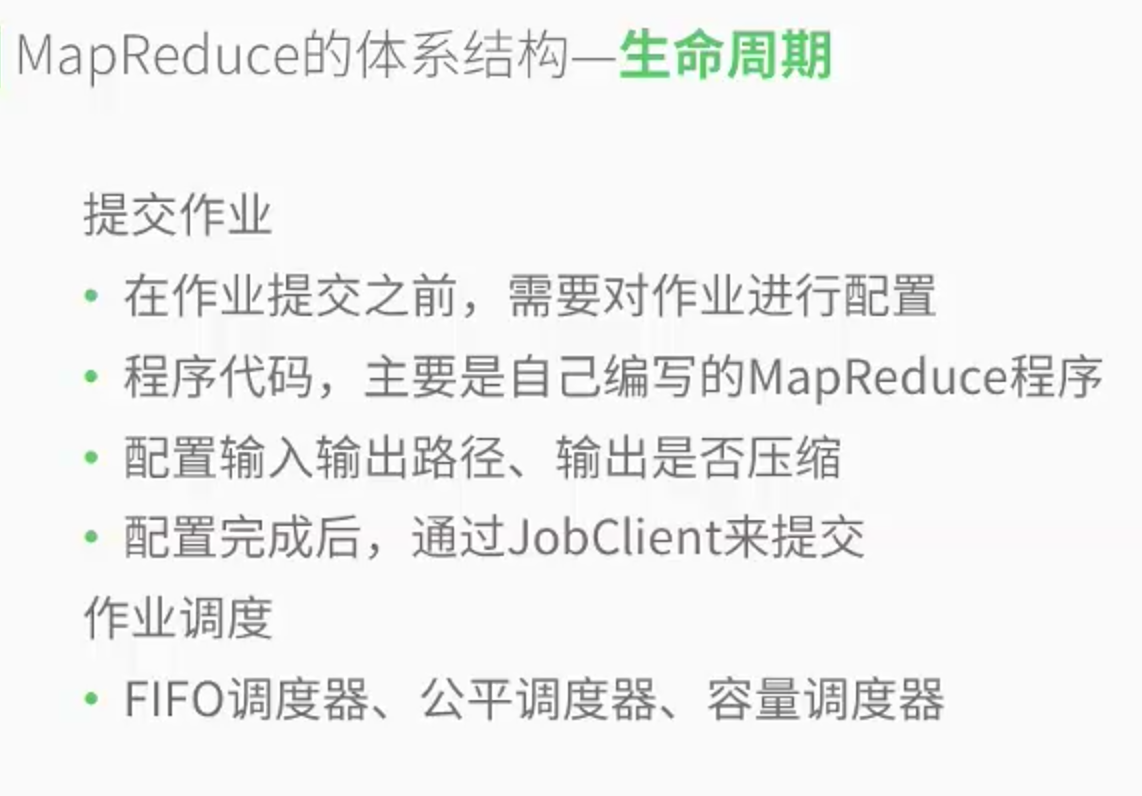 MapReduce的体系结构—生命周期
提交作业
• 在作业提交之前，需要对作业进行配置
• 程序代码，主要是自己编写的MapReduce程序
• 配置输入输出路径、输出是否压缩
• 配置完成后，通过JobClient来提交
作业调度
• FIFO调度器、公平调度器、容量调度器